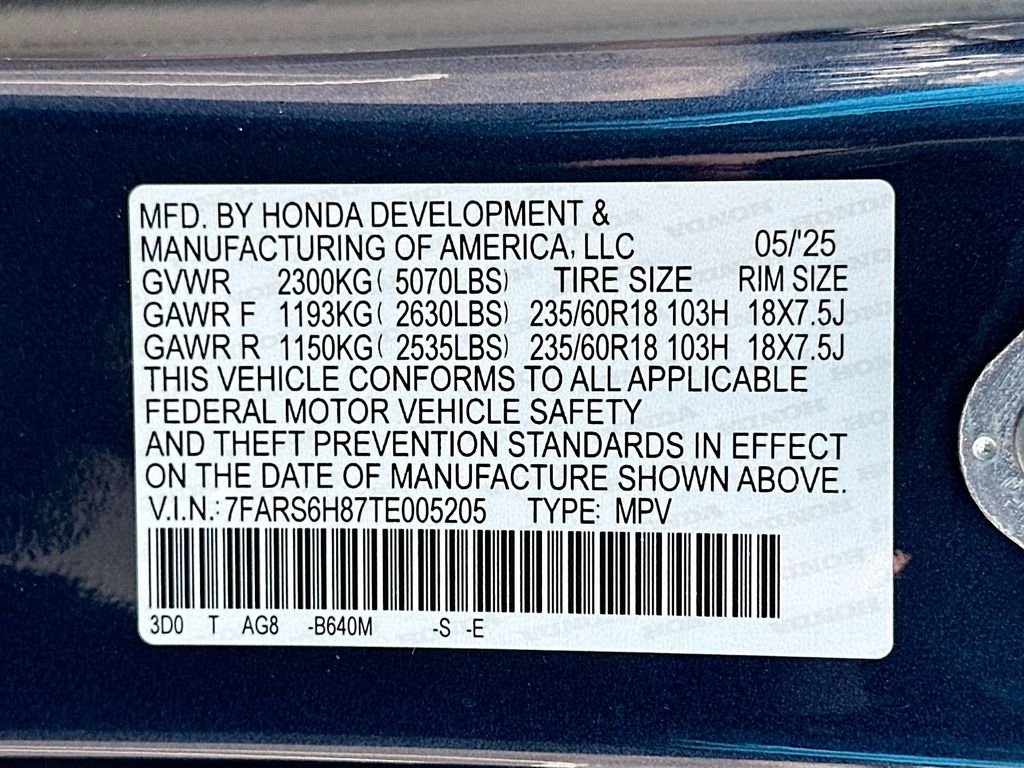 MFD. BY HONDA DEVELOPMENT &
MANUFACTURING OF AMERICA, LLC 05/'25
GVWR 2300KG( 5070LBS) TIRE SIZE RIM SIZE
GAWR F 1193KG( 2630LBS) 235/60R18 103H 18X7.5J
GAWR R 1150KG( 2535LBS) 235/60R18 103H 18X7.5J
THIS VEHICLE CONFORMS TO ALL APPLICABLE
FEDERAL MOTOR VEHICLE SAFETY
AND THEFT PREVENTION STANDARDS IN EFFECT
ON THE DATE OF MANUFACTURE SHOWN ABOVE.
V.I.N.: 7FARS6H87TE005205 TYPE: MPV
3D0 T AG8 -B640M -S -E